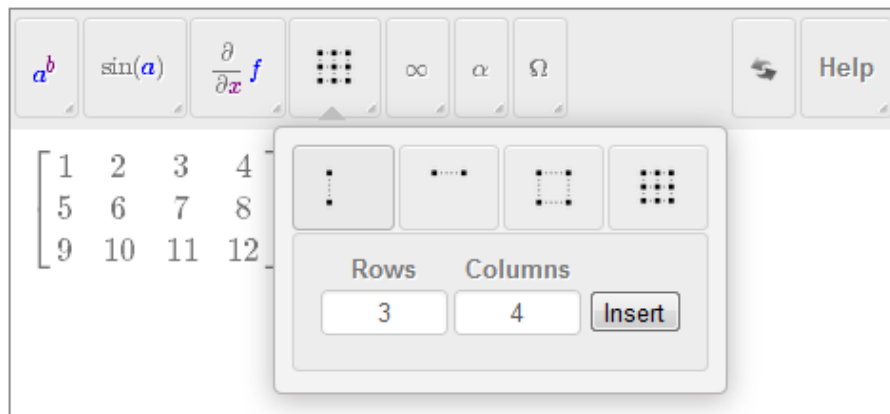 a^b sin(a) ∂/∂x f ∞ α Ω Help
1 2 3 4
5 6 7 8
9 10 11 12
Rows Columns
3 4 Insert